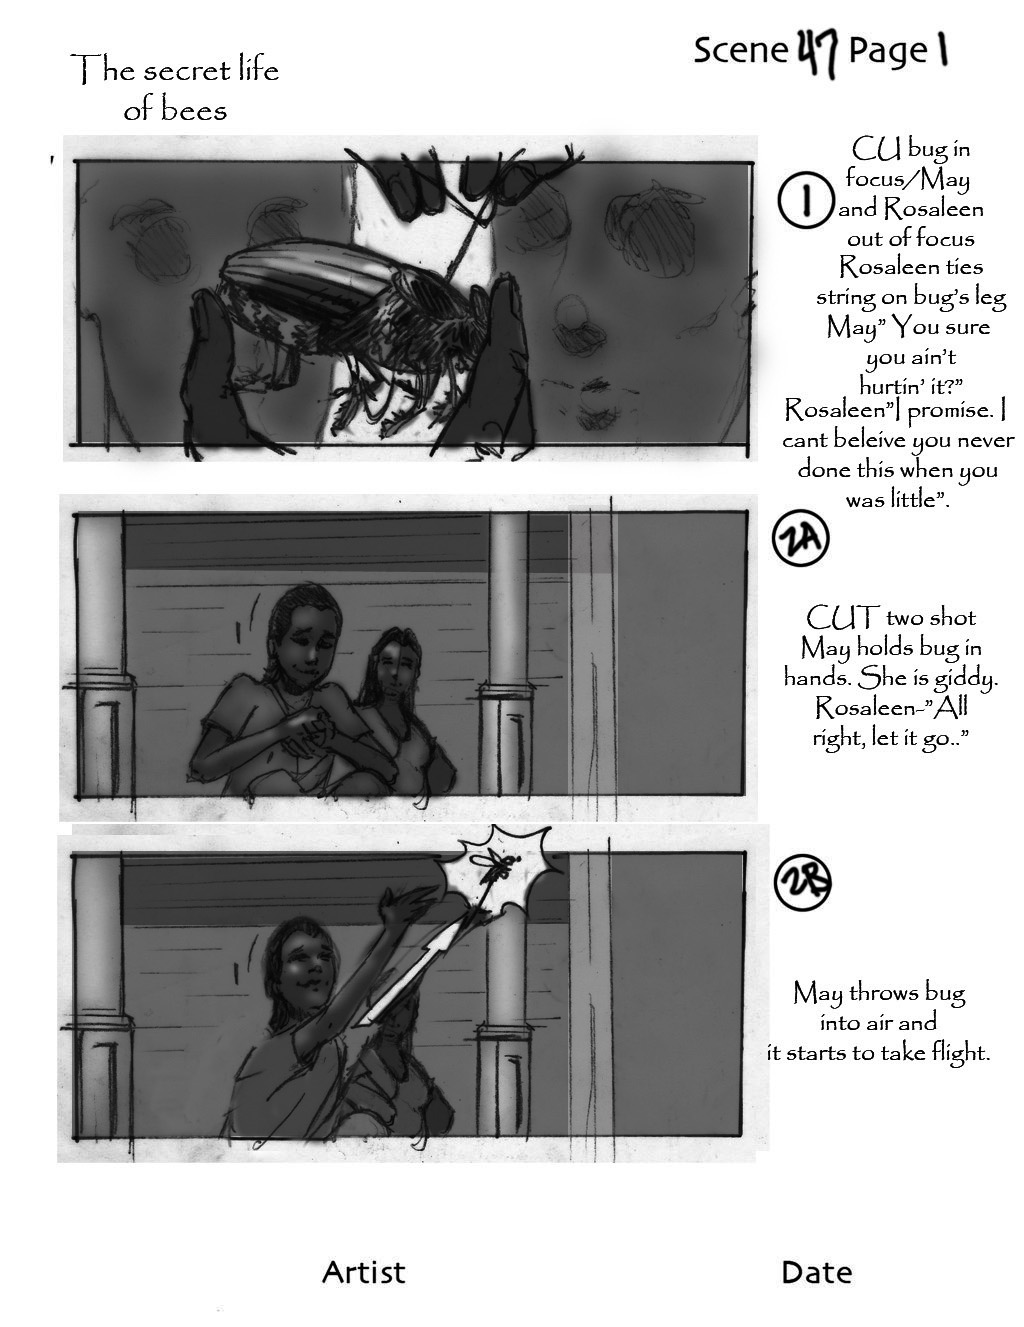 The secret life
of bees
Scene 47 Page 1
1
CU bug in
focus/May
and Rosaleen
out of focus
Rosaleen ties
string on bug's leg
May" You sure
you ain't
hurtin' it?"
Rosaleen"I promise. I
cant beleive you never
done this when you
was little".
2A
CUT two shot
May holds bug in
hands. She is giddy.
Rosaleen-"All
right, let it go.."
2B
May throws bug
into air and
it starts to take flight.
Artist
Date